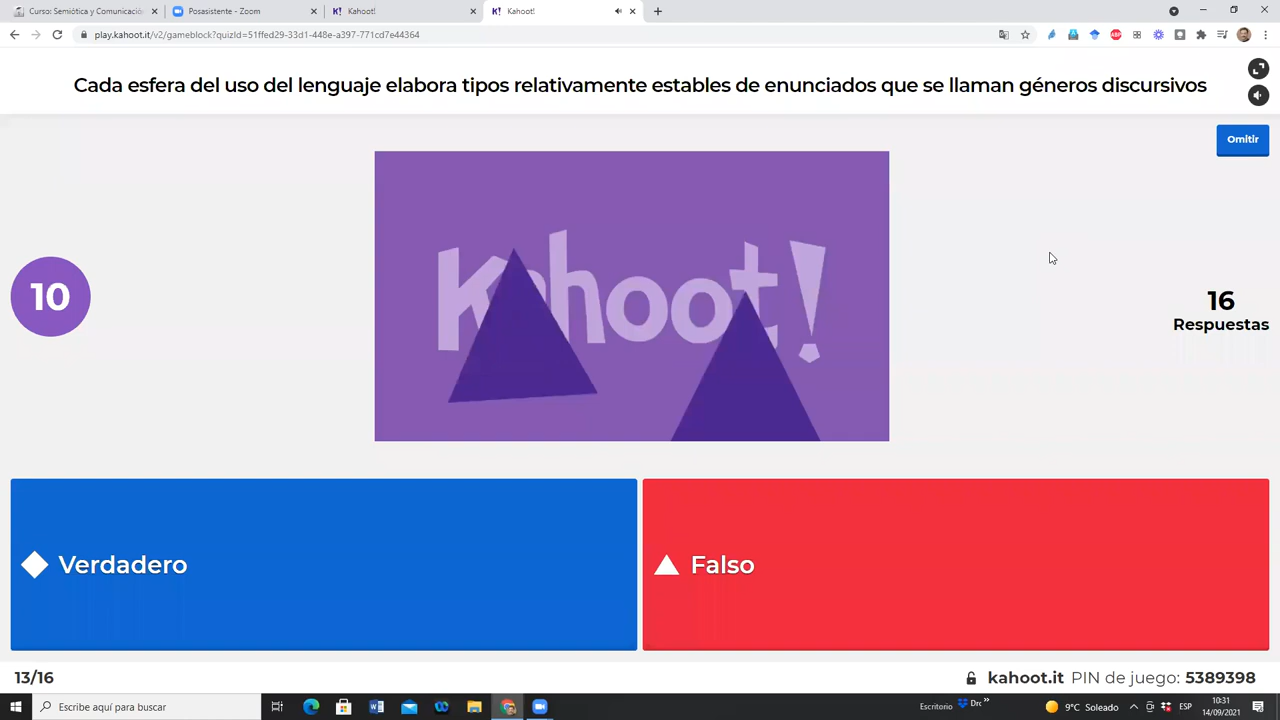 Curso: Semiótica y Comunicación
Posasistente - Zoom
K! Kahoot!
K! Kahoot!
play.kahoot.it/v2/gameblock?quizId=51ffed29-33d1-448e-a397-771cd7e44364
Cada esfera del uso del lenguaje elabora tipos relativamente estables de enunciados que se llaman géneros discursivos
Omitir
Kahoot!
10
16
Respuestas
Verdadero
Falso
13/16
kahoot.it PIN de juego: 5389398
Escribe aquí para buscar
Escritorio
9°C Soleado
ESP
10:31
14/09/2021